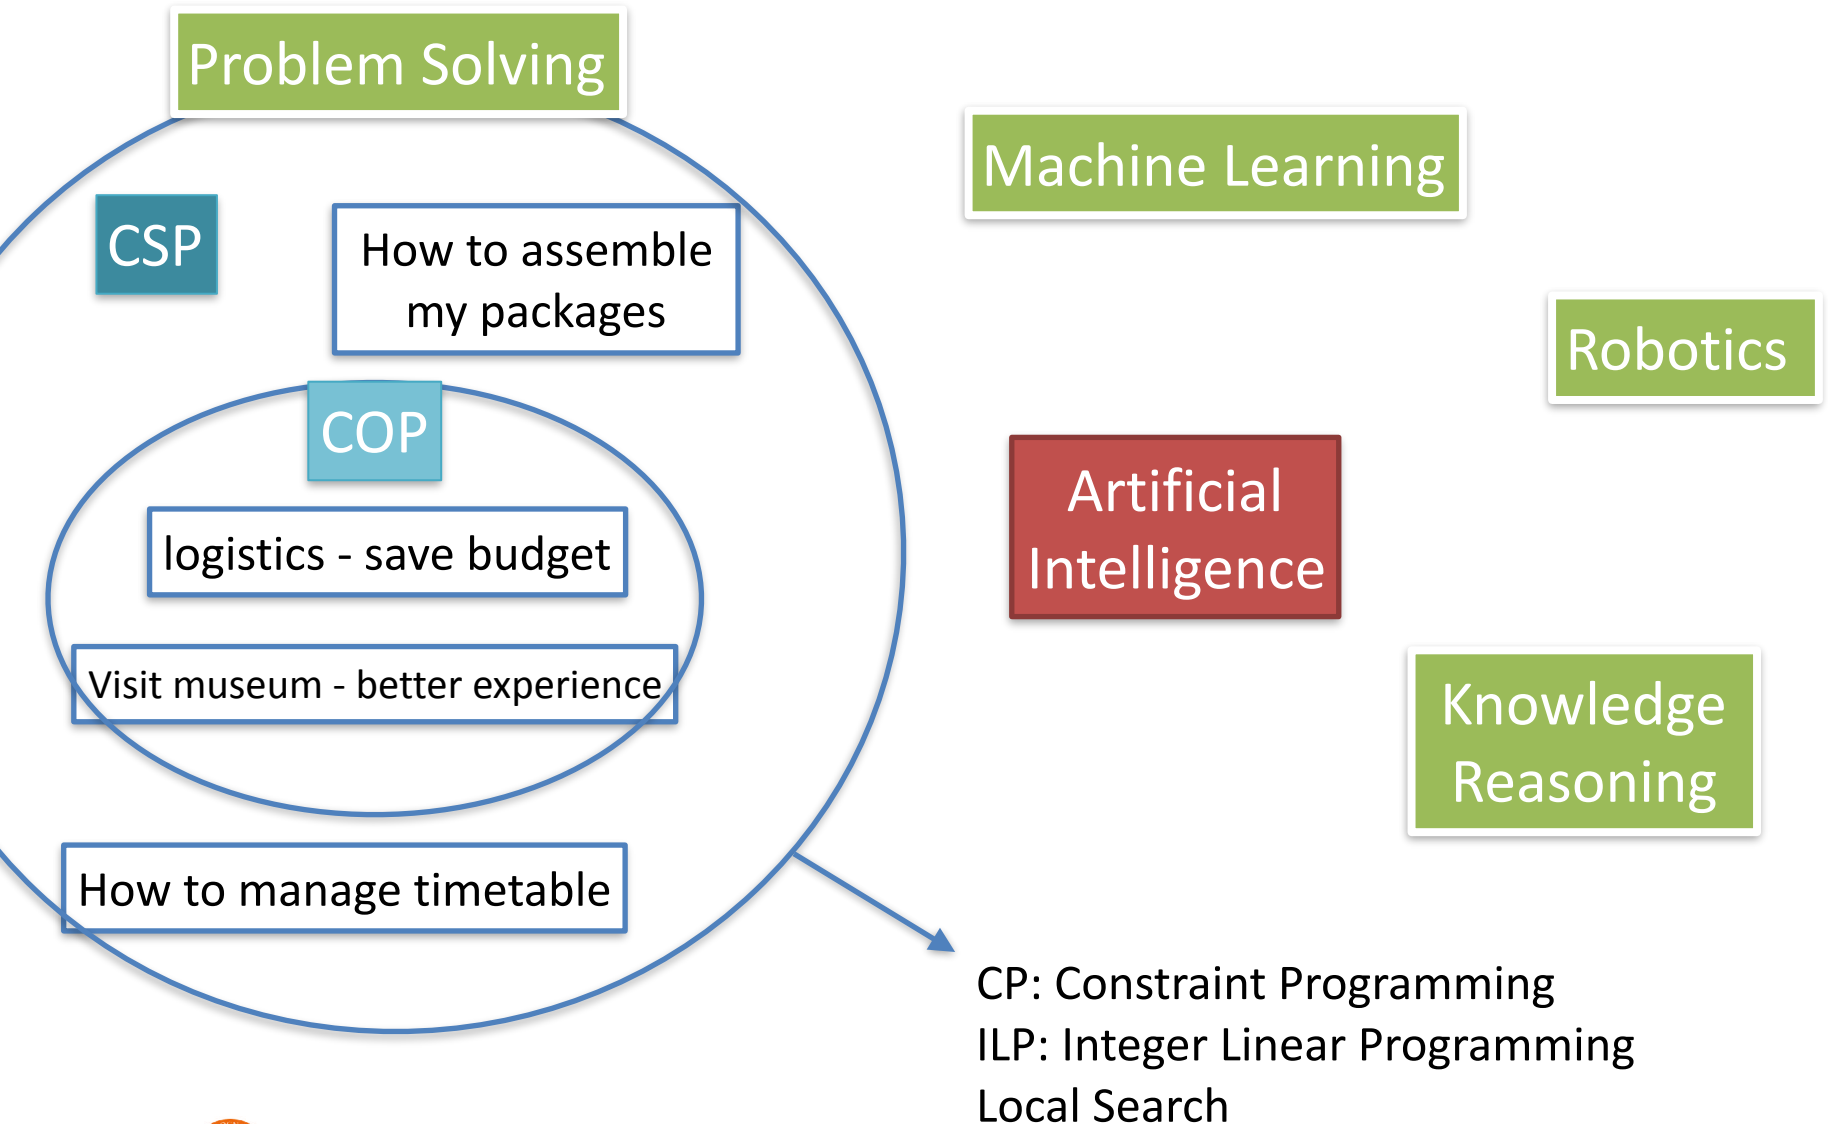 Problem Solving
Machine Learning
CSP
How to assemble
my packages
Robotics
COP
Artificial
Intelligence
logistics - save budget
Visit museum - better experience
Knowledge
Reasoning
How to manage timetable
CP: Constraint Programming
ILP: Integer Linear Programming
Local Search